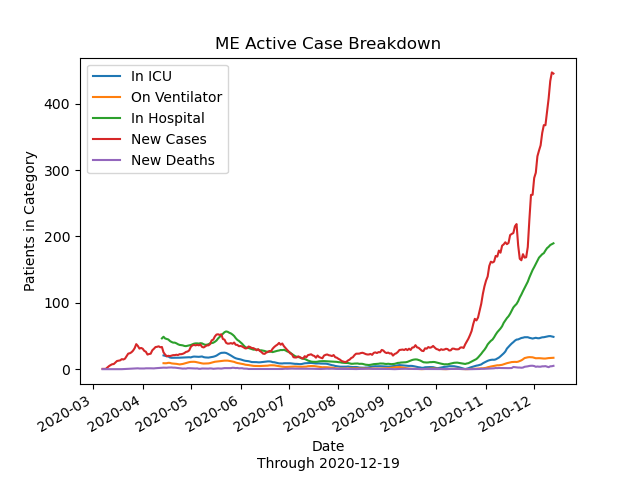 ME Active Case Breakdown
In ICU
On Ventilator
In Hospital
New Cases
New Deaths
Patients in Category
400
300
200
100
0
2020-03
2020-04
2020-05
2020-06
2020-07
2020-08
2020-09
2020-10
2020-11
2020-12
Date
Through 2020-12-19